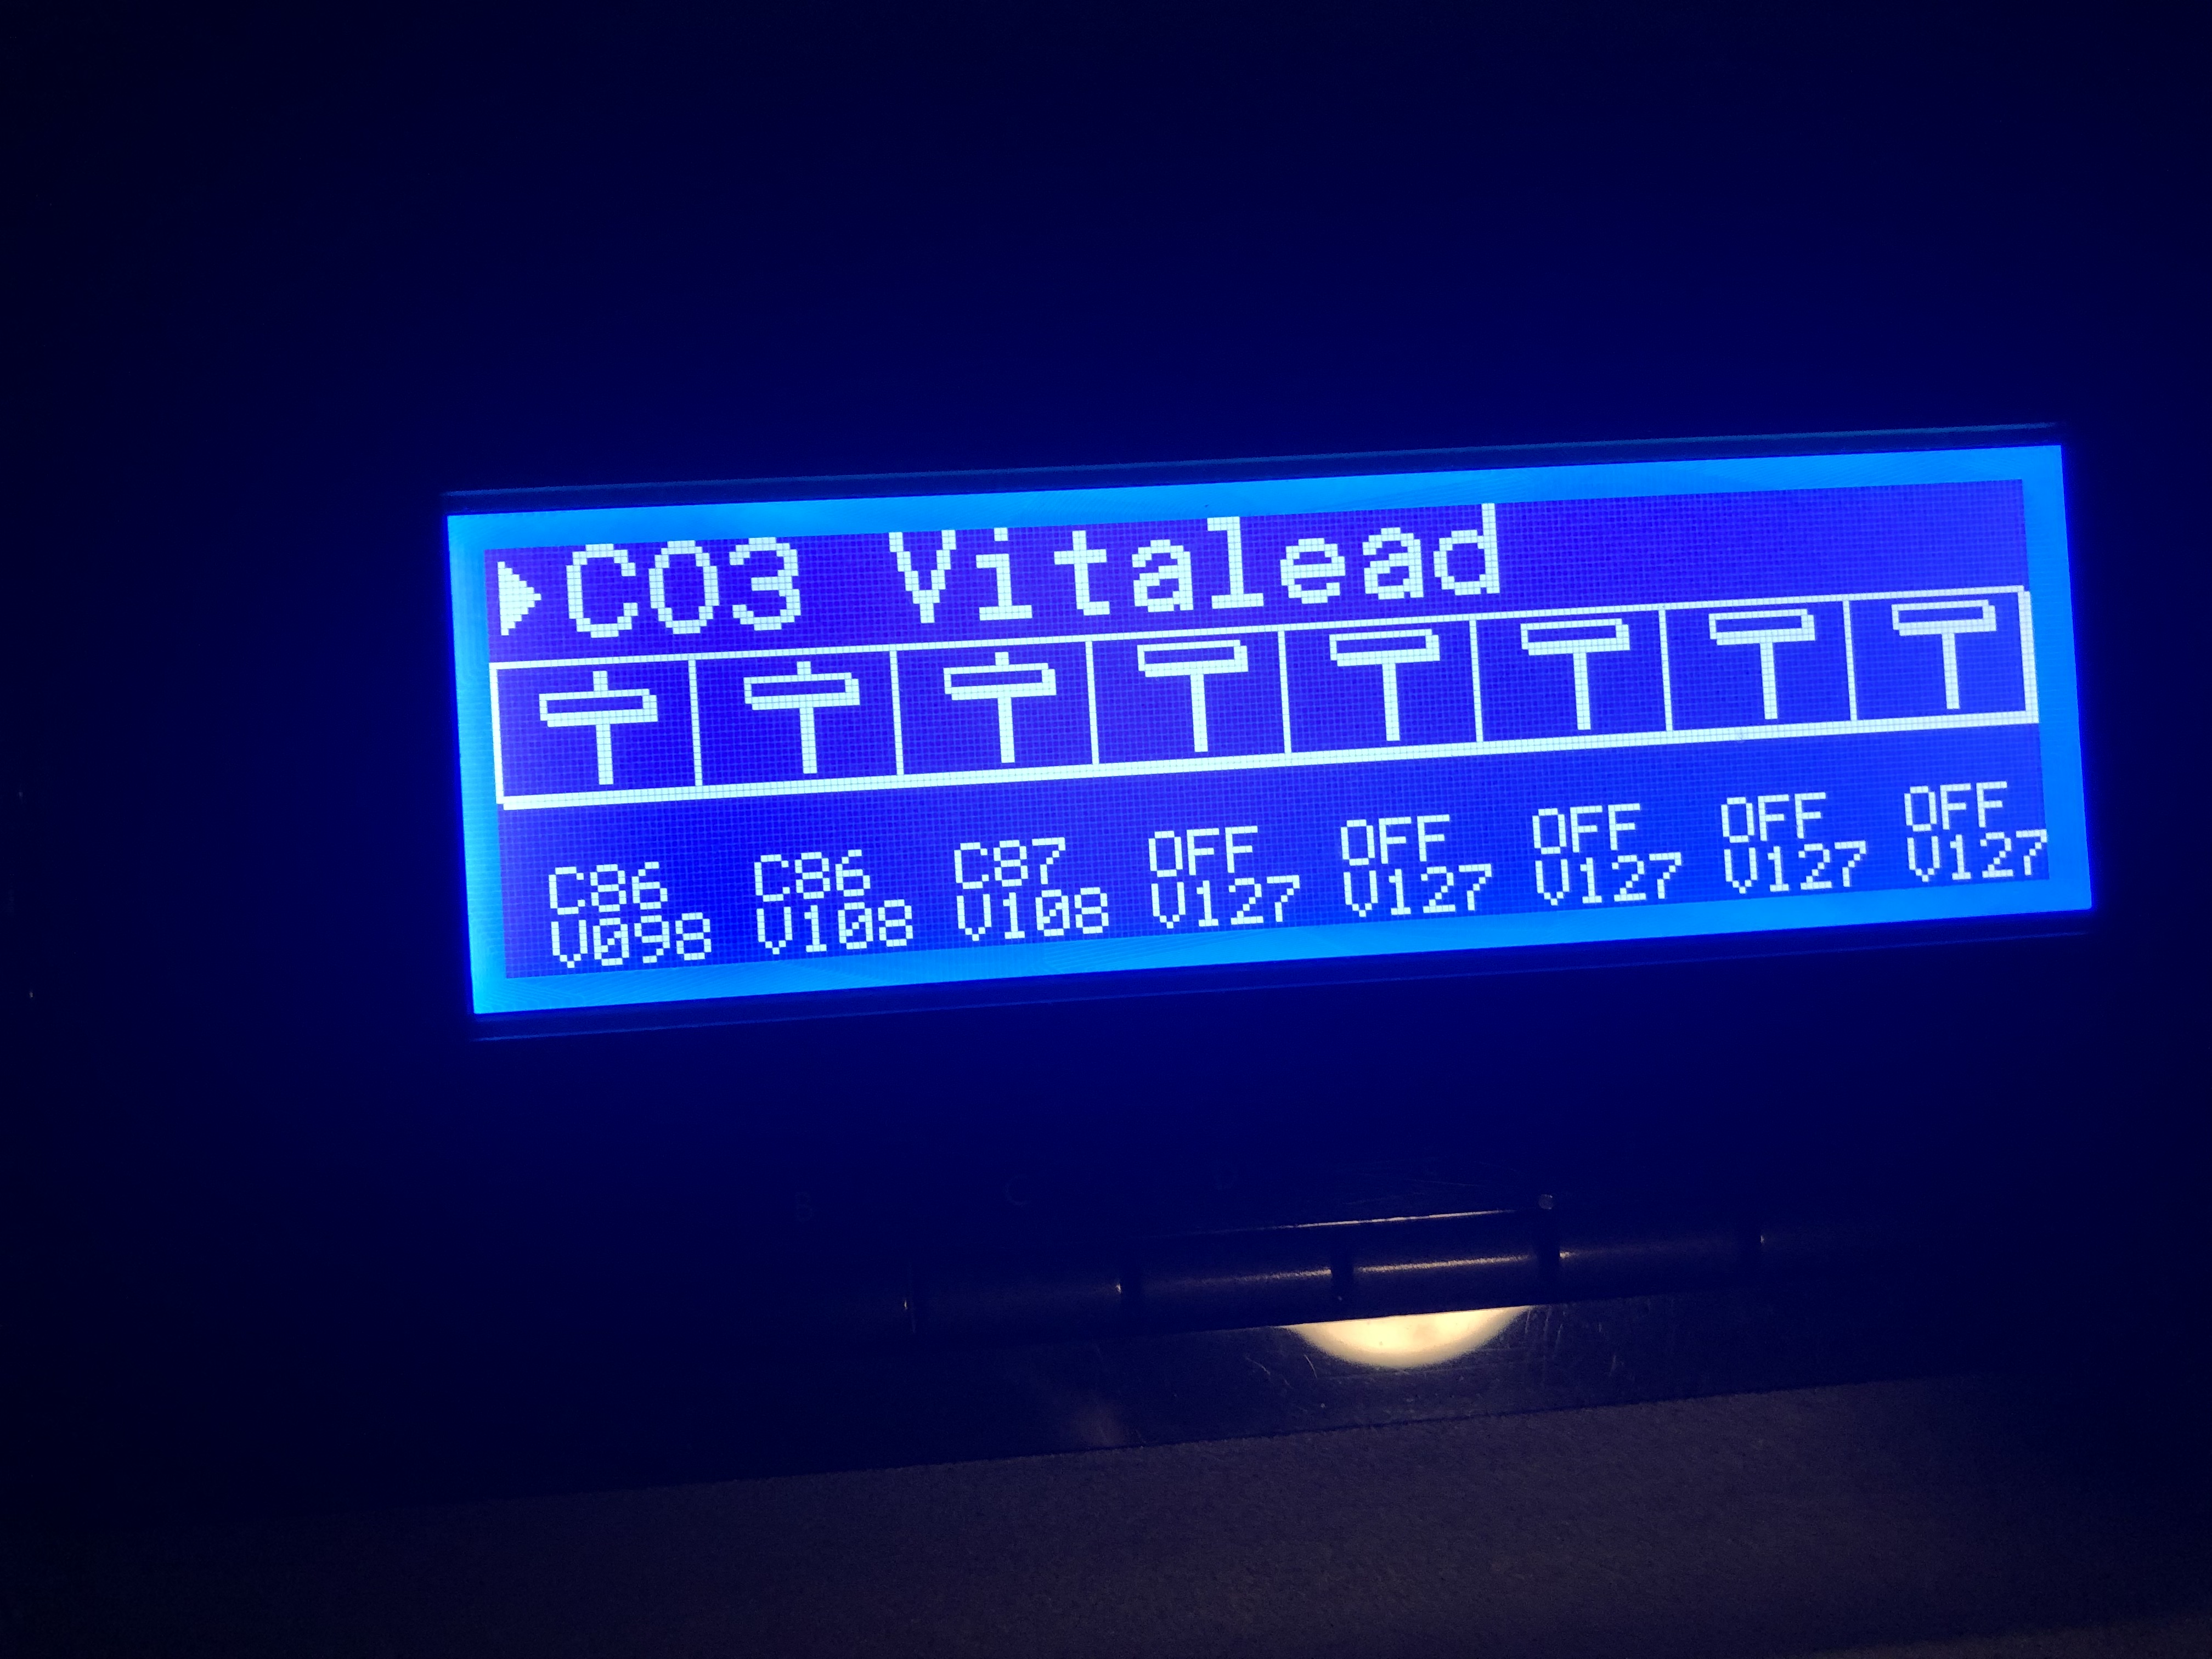 C03 Vitalead
C86 C86 C87 OFF OFF OFF OFF OFF
V098 V108 V108 V127 V127 V127 V127 V127
B C D